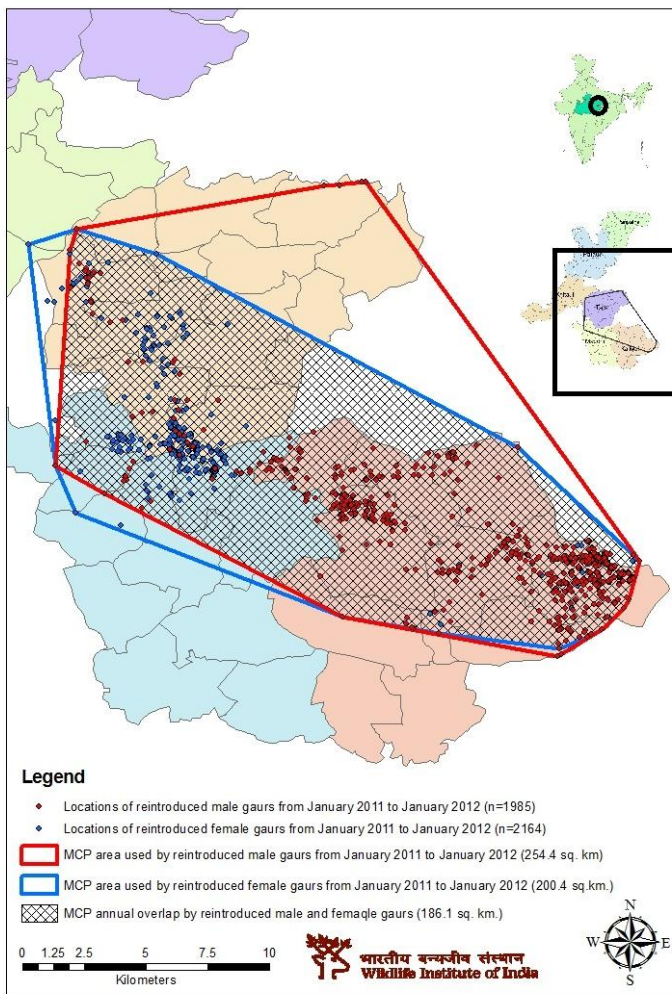 Legend
Locations of reintroduced male gaurs from January 2011 to January 2012 (n=1985)
Locations of reintroduced female gaurs from January 2011 to January 2012 (n=2164)
MCP area used by reintroduced male gaurs from January 2011 to January 2012 (254.4 sq. km)
MCP area used by reintroduced female gaurs from January 2011 to January 2012 (200.4 sq.km.)
MCP annual overlap by reintroduced male and femaqle gaurs (186.1 sq. km.)
0 1.25 2.5 5 7.5 10
Kilometers
भारतीय वन्यजीव संस्थान
Wildlife Institute of India
N
W E
S